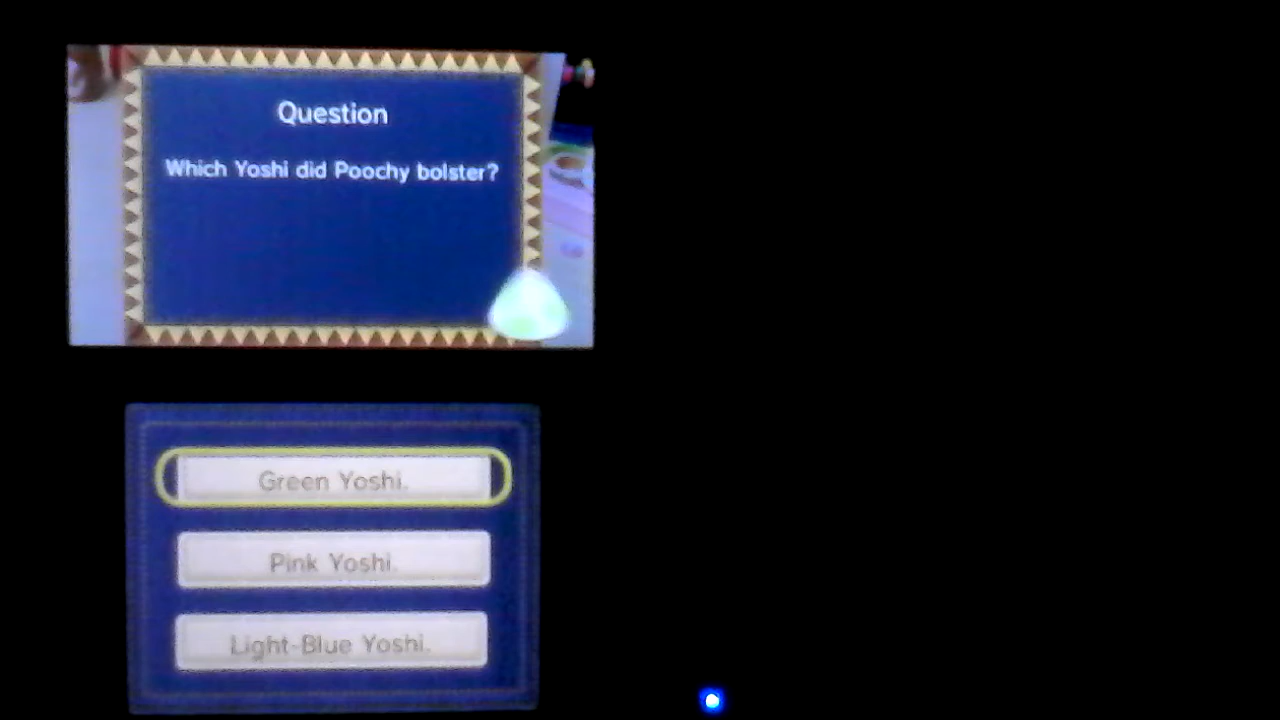 Question
Which Yoshi did Poochy bolster?
Green Yoshi.
Pink Yoshi.
Light-Blue Yoshi.